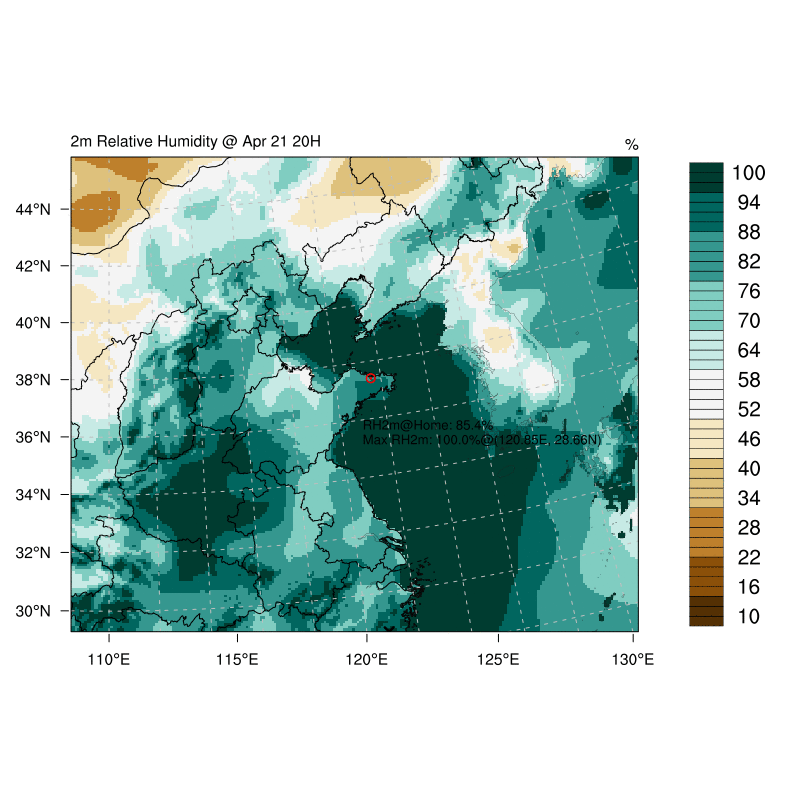 2m Relative Humidity @ Apr 21 20H
%
44°N
42°N
40°N
38°N
36°N
34°N
32°N
30°N
110°E
115°E
120°E
125°E
130°E
RH2m@Home: 85.4%
Max RH2m: 100.0%@(120.85E, 28.66N)
100
94
88
82
76
70
64
58
52
46
40
34
28
22
16
10